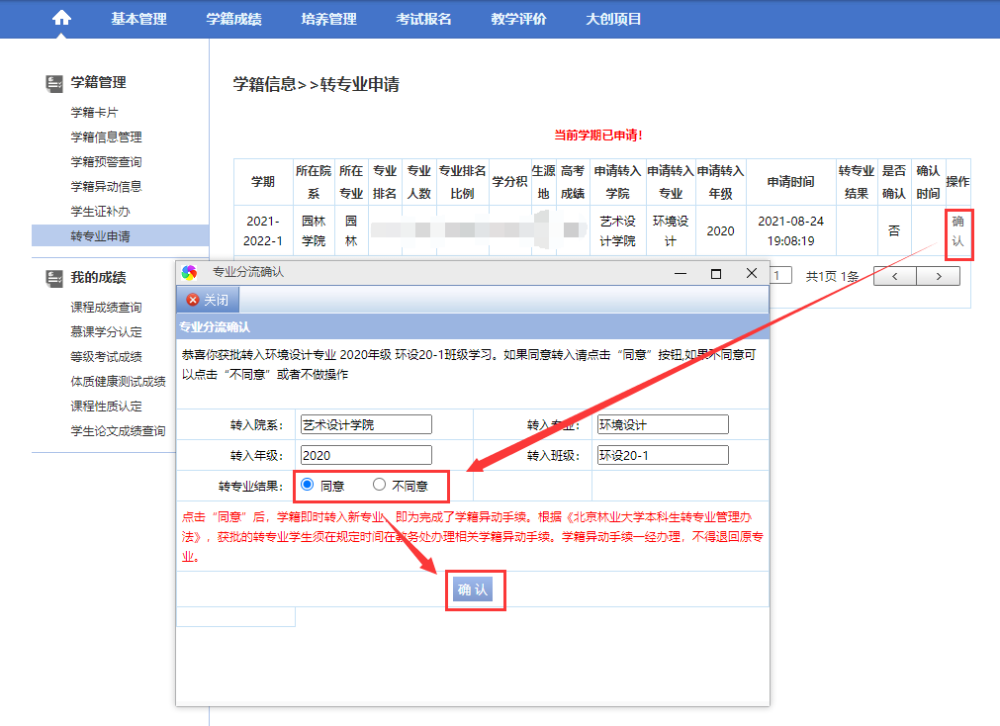 基本管理 学籍成绩 培养管理 考试报名 教学评价 大创项目
学籍管理
学籍卡片
学籍信息管理
学籍预警查询
学籍异动信息
学生证补办
转专业申请
我的成绩
课程成绩查询
慕课学分认定
等级考试成绩
体质健康测试成绩
课程性质认定
学生论文成绩查询
学籍信息>>转专业申请
当前学期已申请!
学期 所在院系 所在专业 专业排名 专业人数 专业排名比例 学分积 生源地 高考成绩 申请转入学院 申请转入专业 申请转入年级 申请时间 转专业结果 是否确认 确认时间 操作
2021-2022-1 园林学院 园林 艺术设计学院 环境设计 2020 2021-08-24 19:08:19 否 确认
1 共1页 1条 < >
专业分流确认
关闭
专业分流确认
恭喜你获批转入环境设计专业 2020年级 环设20-1班级学习。如果同意转入请点击“同意”按钮,如果不同意可
以点击“不同意”或者不做操作
转入院系: 艺术设计学院 转入专业: 环境设计
转入年级: 2020 转入班级: 环设20-1
转专业结果: 同意 不同意
点击“同意”后，学籍即时转入新专业，即为完成了学籍异动手续。根据《北京林业大学本科生转专业管理办
法》，获批的转专业学生须在规定时间在教务处办理相关学籍异动手续。学籍异动手续一经办理，不得退回原专
业。
确认